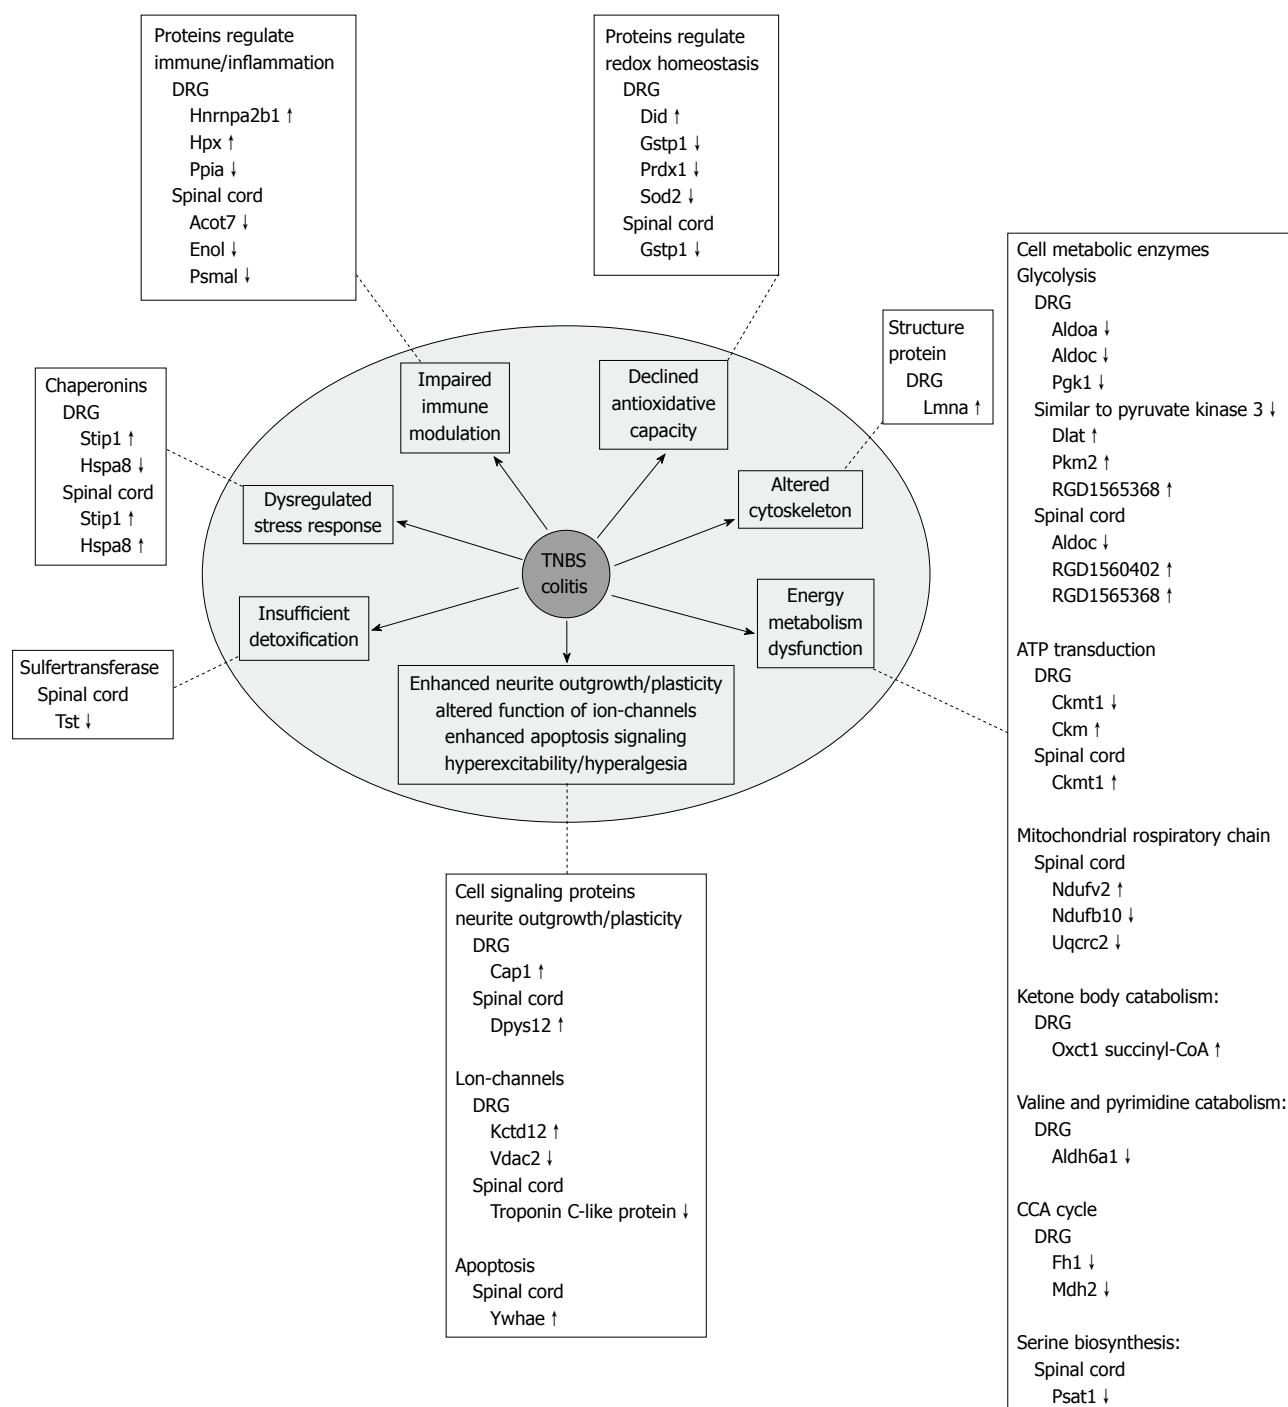 Proteins regulate
immune/inflammation
DRG
Hnrnpa2b1 ↑
Hpx ↑
Ppia ↓
Spinal cord
Acot7 ↓
Enol ↓
Psmal ↓
Proteins regulate
redox homeostasis
DRG
Did ↑
Gstp1 ↓
Prdx1 ↓
Sod2 ↓
Spinal cord
Gstp1 ↓
Structure
protein
DRG
Lmna ↑
Chaperonins
DRG
Stip1 ↑
Hspa8 ↓
Spinal cord
Stip1 ↑
Hspa8 ↑
Sulfertransferase
Spinal cord
Tst ↓
Impaired
immune
modulation
Declined
antioxidative
capacity
Dysregulated
stress response
Altered
cytoskeleton
TNBS
colitis
Insufficient
detoxification
Energy
metabolism
dysfunction
Enhanced neurite outgrowth/plasticity
altered function of ion-channels
enhanced apoptosis signaling
hyperexcitability/hyperalgesia
Cell signaling proteins
neurite outgrowth/plasticity
DRG
Cap1 ↑
Spinal cord
Dpys12 ↑
Lon-channels
DRG
Kctd12 ↑
Vdac2 ↓
Spinal cord
Troponin C-like protein ↓
Apoptosis
Spinal cord
Ywhae ↑
Cell metabolic enzymes
Glycolysis
DRG
Aldoa ↓
Aldoc ↓
Pgk1 ↓
Similar to pyruvate kinase 3 ↓
Dlat ↑
Pkm2 ↑
RGD1565368 ↑
Spinal cord
Aldoc ↓
RGD1560402 ↑
RGD1565368 ↑
ATP transduction
DRG
Ckmt1 ↓
Ckm ↑
Spinal cord
Ckmt1 ↑
Mitochondrial rospiratory chain
Spinal cord
Ndufv2 ↑
Ndufb10 ↓
Uqcrc2 ↓
Ketone body catabolism:
DRG
Oxct1 succinyl-CoA ↑
Valine and pyrimidine catabolism:
DRG
Aldh6a1 ↓
CCA cycle
DRG
Fh1 ↓
Mdh2 ↓
Serine biosynthesis:
Spinal cord
Psat1 ↓